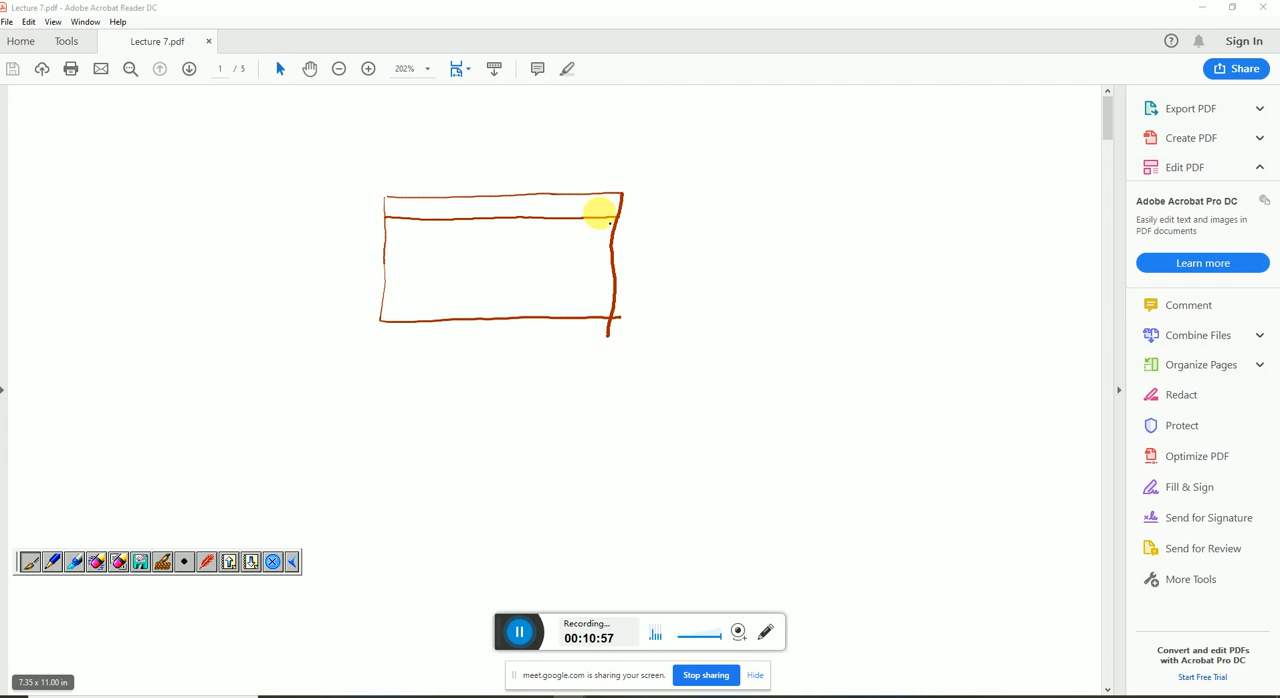 Lecture 7.pdf - Adobe Acrobat Reader DC
File Edit View Window Help
Home Tools Lecture 7.pdf ×
Sign In
1 / 5
202%
Share
Export PDF
Create PDF
Edit PDF
Adobe Acrobat Pro DC
Easily edit text and images in
PDF documents
Learn more
Comment
Combine Files
Organize Pages
Redact
Protect
Optimize PDF
Fill & Sign
Send for Signature
Send for Review
More Tools
Recording...
00:10:57
meet.google.com is sharing your screen. Stop sharing Hide
7.35 x 11.00 in
Convert and edit PDFs
with Acrobat Pro DC
Start Free Trial